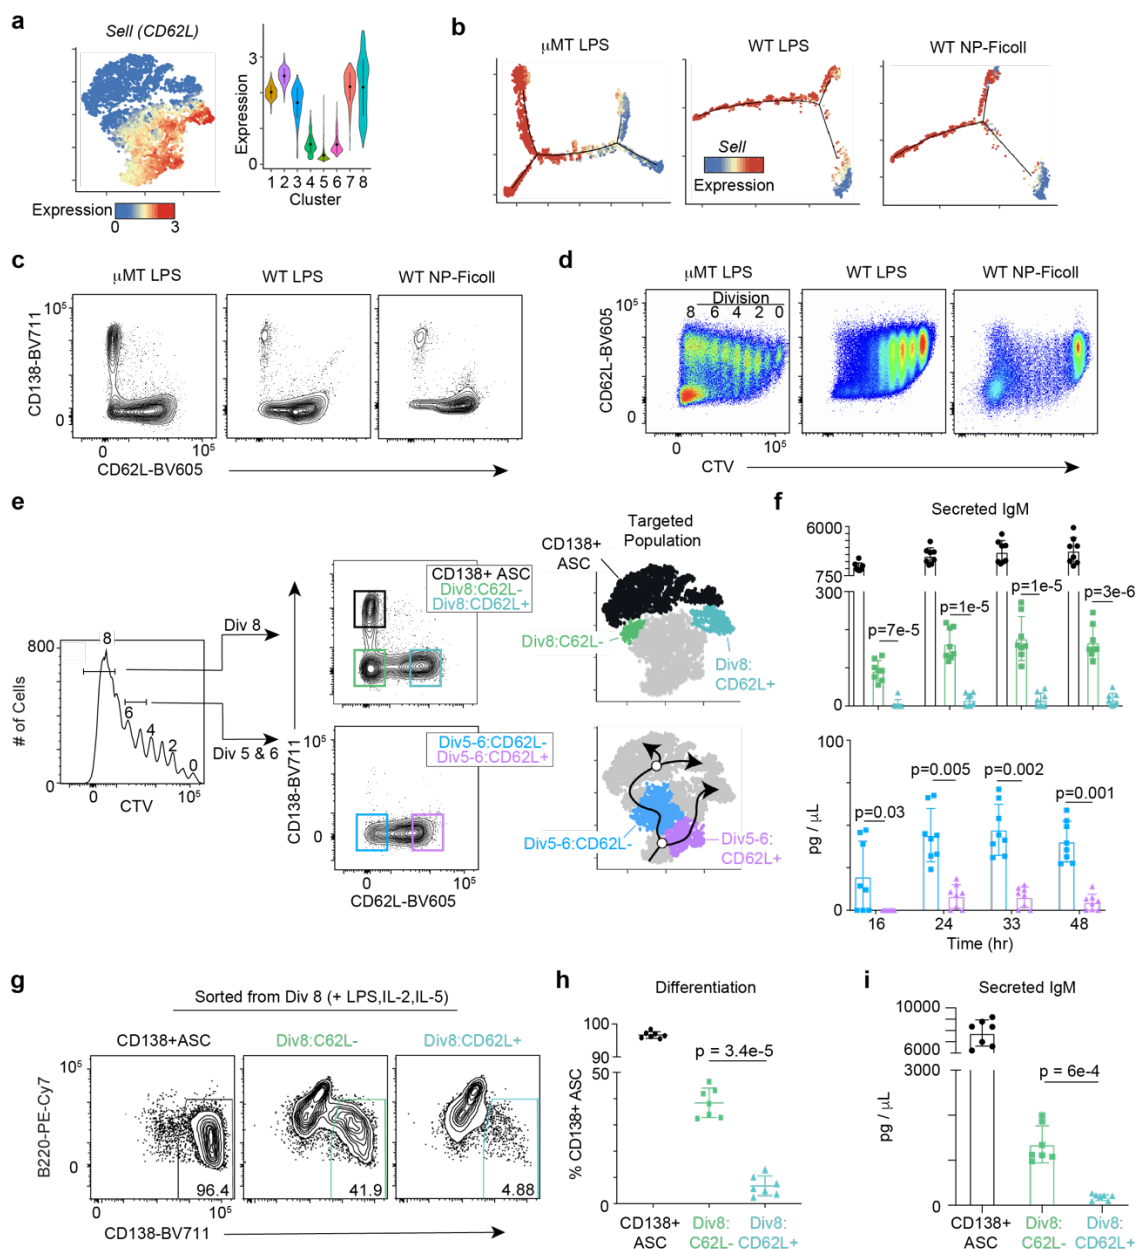 a
Sell (CD62L)
Expression
0 3
Expression
3
0
1 2 3 4 5 6 7 8
Cluster
b
μMT LPS
WT LPS
WT NP-Ficoll
Sell
Expression
c
μMT LPS
WT LPS
WT NP-Ficoll
CD138-BV711
10⁵
0
0
10⁵
CD62L-BV605
d
μMT LPS
WT LPS
WT NP-Ficoll
CD62L-BV605
10⁵
0
Division
8 6 4 2 0
0
10⁵
CTV
e
# of Cells
800
400
0
8
6
4
2
0
0
10⁵
CTV
Div 8
Div 5 & 6
CD138+ ASC
Div8:C62L-
Div8:CD62L+
CD138-BV711
10⁵
0
Div5-6:CD62L-
Div5-6:CD62L+
0
10⁵
CD62L-BV605
Targeted
Population
CD138+
ASC
Div8:C62L-
Div8:
CD62L+
Div5-6:CD62L-
Div5-6:
CD62L+
f
Secreted IgM
6000
750
300
0
p=7e-5
p=1e-5
p=1e-5
p=3e-6
100
0
pg / μL
p=0.03
p=0.005
p=0.002
p=0.001
16 24 33 48
Time (hr)
g
Sorted from Div 8 (+ LPS,IL-2,IL-5)
CD138+ASC
Div8:C62L-
Div8:CD62L+
B220-PE-Cy7
10⁵
0
96.4
41.9
4.88
0
10⁵
CD138-BV711
h
Differentiation
% CD138+ ASC
100
90
50
0
p = 3.4e-5
CD138+
ASC
Div8:
C62L-
Div8:
CD62L+
i
Secreted IgM
pg / μL
10000
6000
3000
0
p = 6e-4
CD138+
ASC
Div8:
C62L-
Div8:
CD62L+